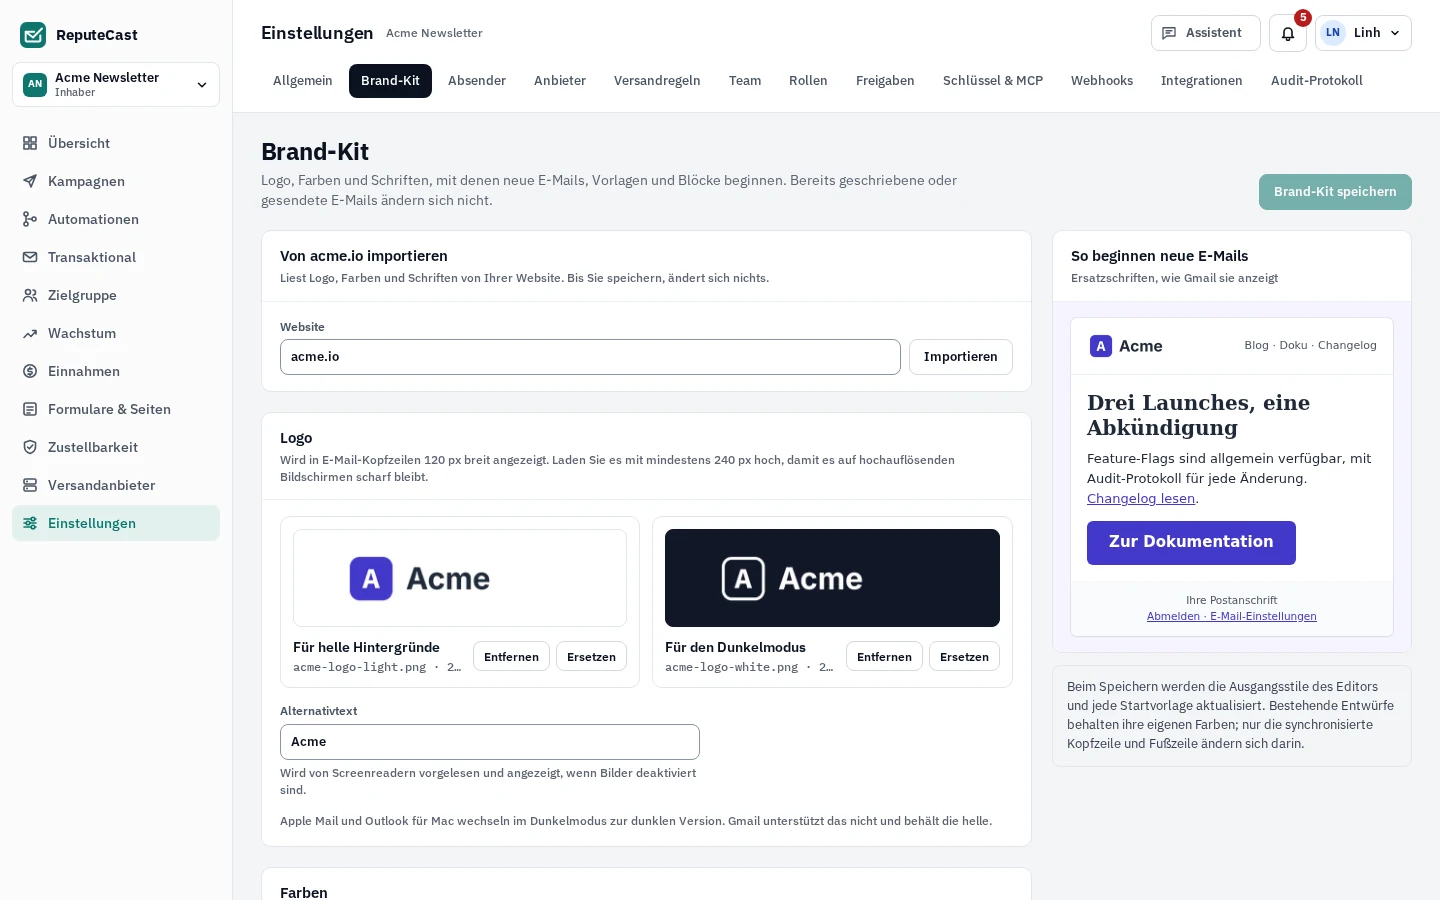 ReputeCast
AN
Acme Newsletter
Inhaber
Übersicht
Kampagnen
Automationen
Transaktional
Zielgruppe
Wachstum
Einnahmen
Formulare & Seiten
Zustellbarkeit
Versandanbieter
Einstellungen
Einstellungen
Acme Newsletter
Assistent
5
LN
Linh
Allgemein
Brand-Kit
Absender
Anbieter
Versandregeln
Team
Rollen
Freigaben
Schlüssel & MCP
Webhooks
Integrationen
Audit-Protokoll
Brand-Kit
Logo, Farben und Schriften, mit denen neue E-Mails, Vorlagen und Blöcke beginnen. Bereits geschriebene oder
gesendete E-Mails ändern sich nicht.
Brand-Kit speichern
Von acme.io importieren
Liest Logo, Farben und Schriften von Ihrer Website. Bis Sie speichern, ändert sich nichts.
Website
acme.io
Importieren
Logo
Wird in E-Mail-Kopfzeilen 120 px breit angezeigt. Laden Sie es mit mindestens 240 px hoch, damit es auf hochauflösenden
Bildschirmen scharf bleibt.
A Acme
Für helle Hintergründe
acme-logo-light.png · 2…
Entfernen
Ersetzen
A Acme
Für den Dunkelmodus
acme-logo-white.png · 2…
Entfernen
Ersetzen
Alternativtext
Acme
Wird von Screenreadern vorgelesen und angezeigt, wenn Bilder deaktiviert
sind.
Apple Mail und Outlook für Mac wechseln im Dunkelmodus zur dunklen Version. Gmail unterstützt das nicht und behält die helle.
Farben
So beginnen neue E-Mails
Ersatzschriften, wie Gmail sie anzeigt
A Acme
Blog · Doku · Changelog
Drei Launches, eine
Abkündigung
Feature-Flags sind allgemein verfügbar, mit
Audit-Protokoll für jede Änderung.
Changelog lesen.
Zur Dokumentation
Ihre Postanschrift
Abmelden · E-Mail-Einstellungen
Beim Speichern werden die Ausgangsstile des Editors
und jede Startvorlage aktualisiert. Bestehende Entwürfe
behalten ihre eigenen Farben; nur die synchronisierte
Kopfzeile und Fußzeile ändern sich darin.